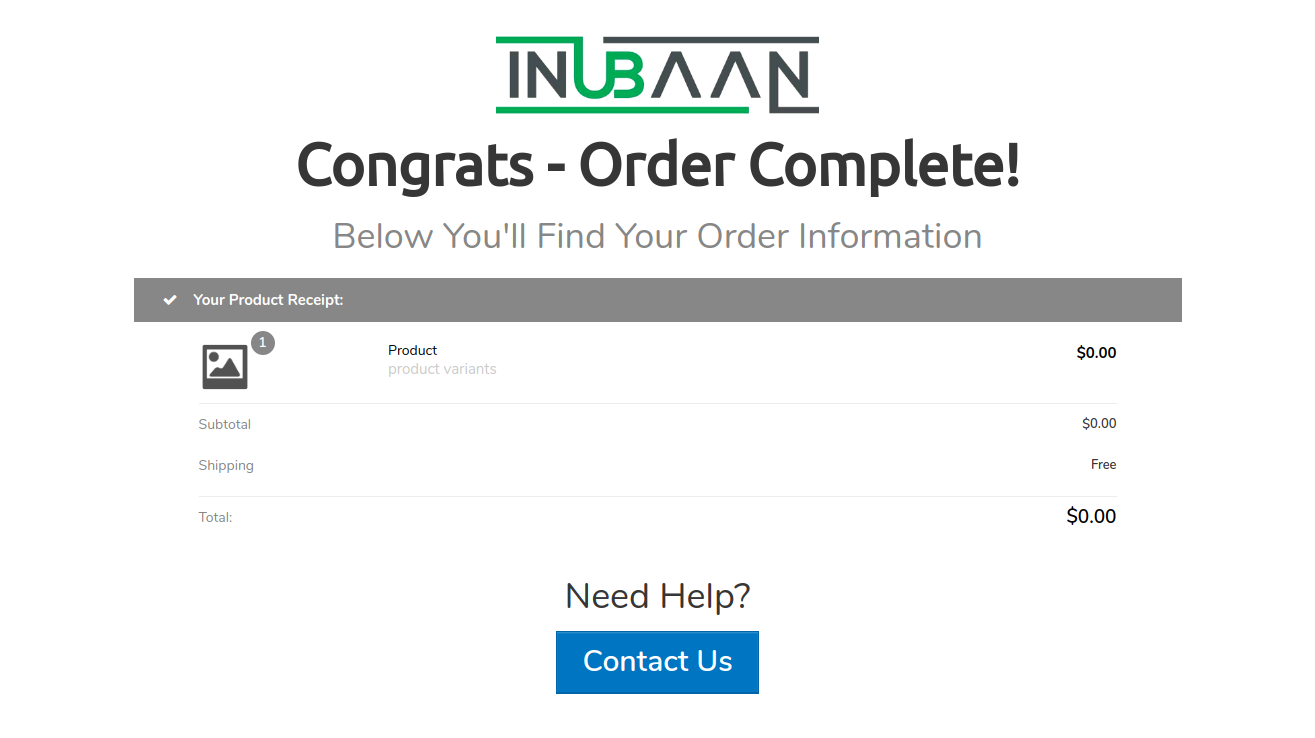 INUBAAN
Congrats - Order Complete!
Below You'll Find Your Order Information
Your Product Receipt:
1
Product $0.00
product variants
Subtotal $0.00
Shipping Free
Total: $0.00
Need Help?
Contact Us